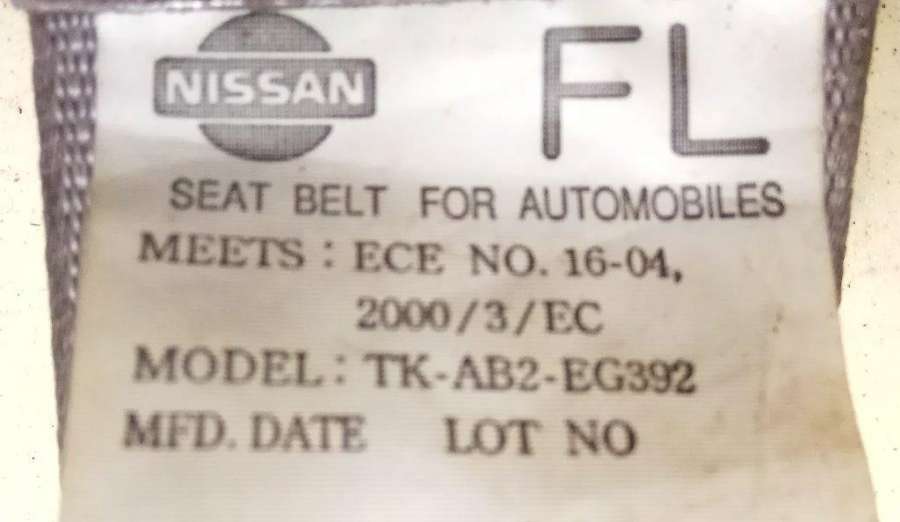 NISSAN FL
SEAT BELT FOR AUTOMOBILES
MEETS : ECE NO. 16-04,
2000/3/EC
MODEL : TK-AB2-EG392
MFD. DATE LOT NO